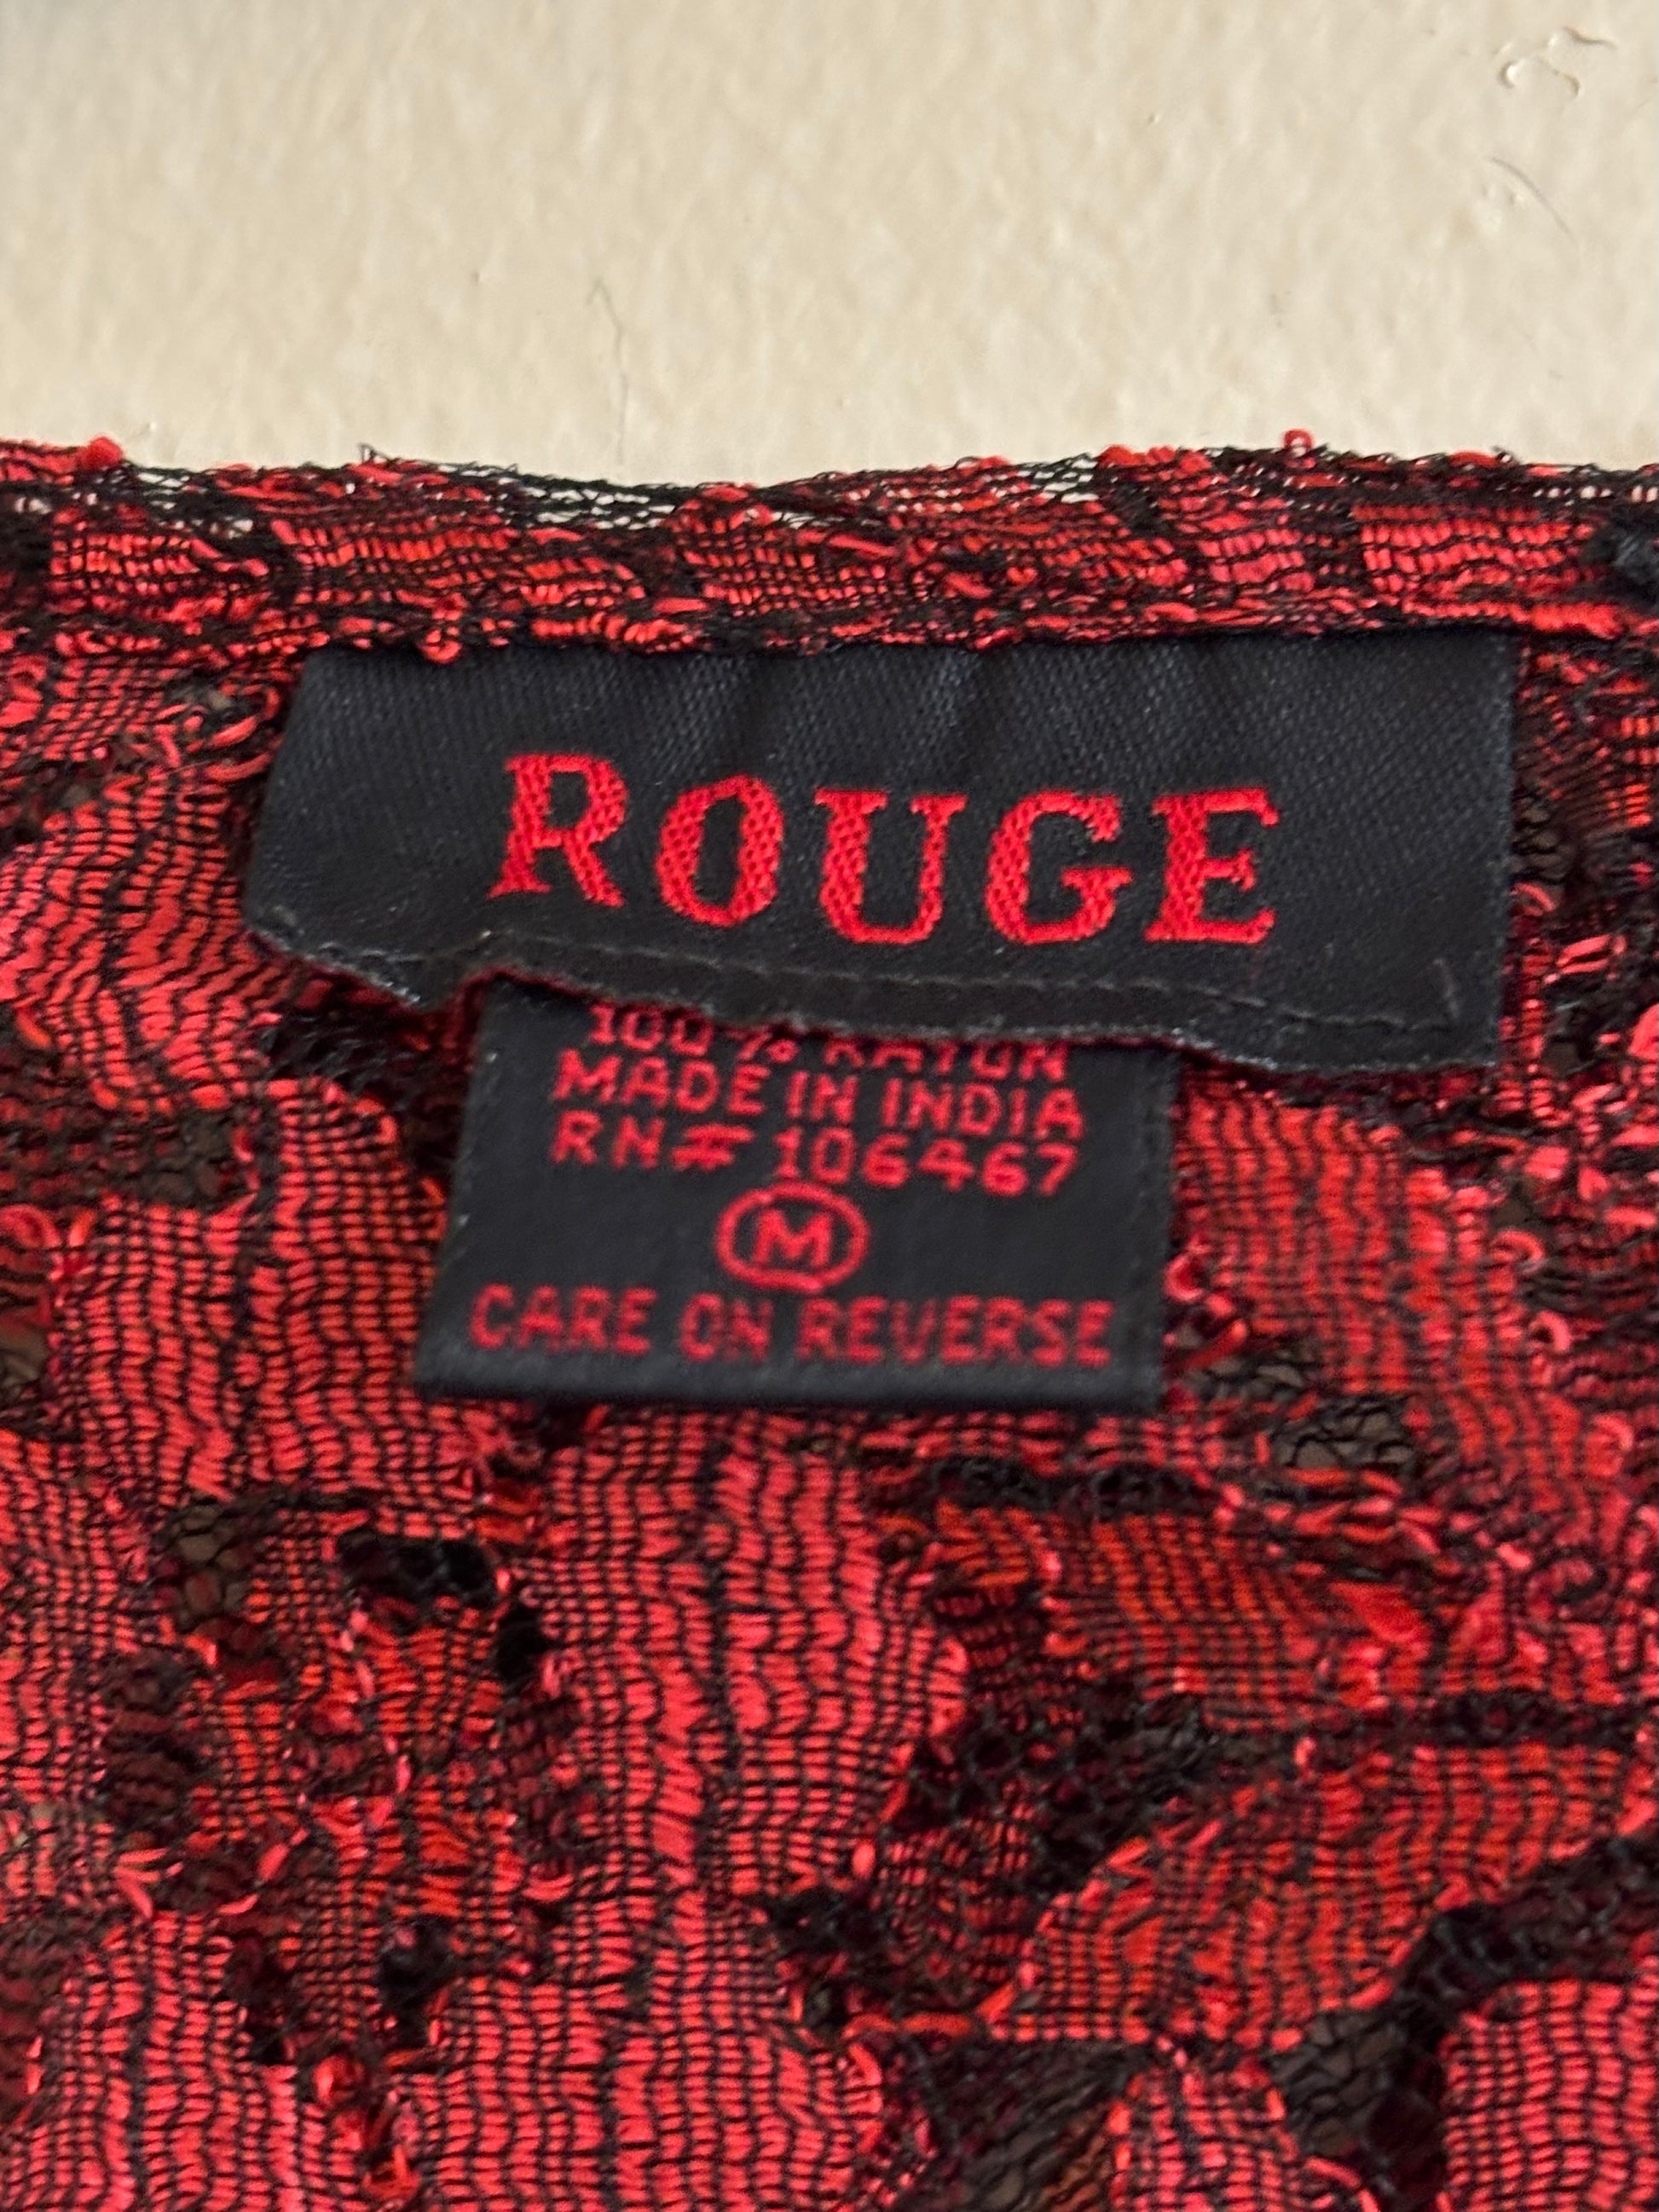 ROUGE
100% RAYON
MADE IN INDIA
RN# 106467
M
CARE ON REVERSE